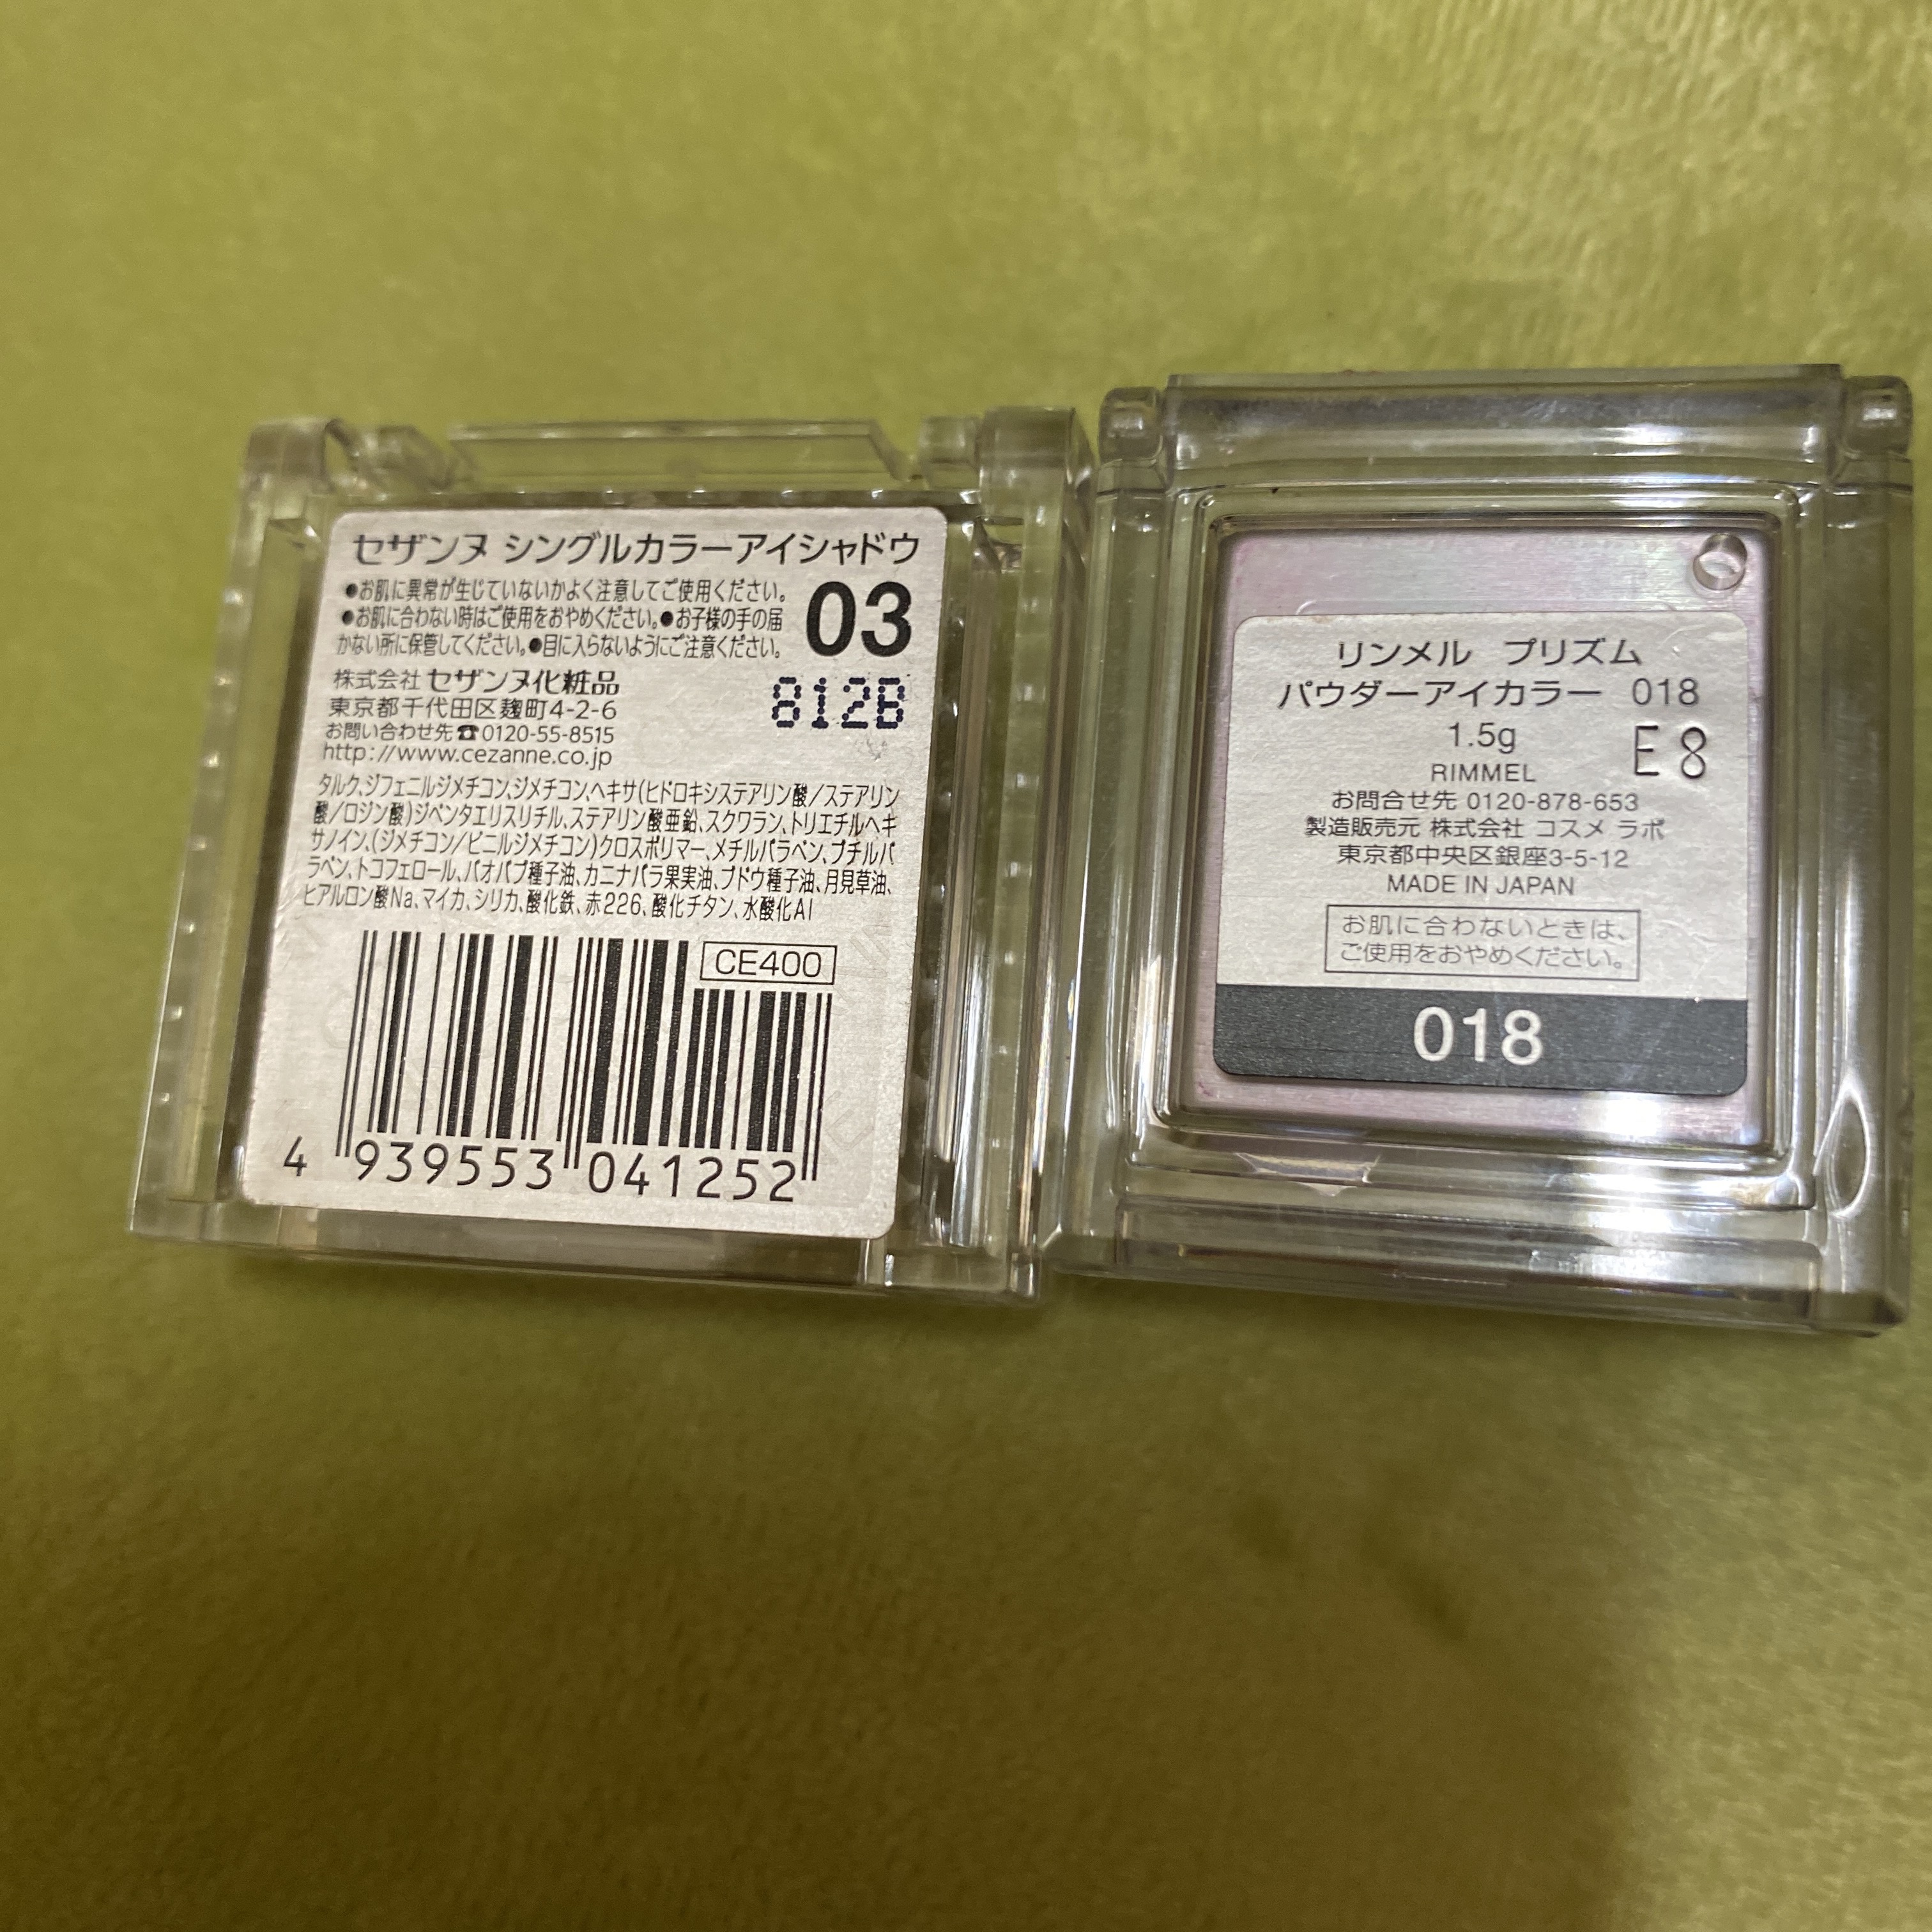 セザンヌ シングルカラーアイシャドウ
●お肌に異常が生じていないかよく注意してご使用ください。
●お肌に合わない時はご使用をおやめください。●お子様の手の届
かない所に保管してください。●目に入らないようにご注意ください。
03
株式会社 セザンヌ化粧品
東京都千代田区麹町4-2-6
お問い合わせ先☎0120-55-8515
http://www.cezanne.co.jp
812B
タルク、ジフェニルジメチコン、ジメチコン、ヘキサ(ヒドロキシステアリン酸/ステアリン
酸/ロジン酸)ジペンタエリスリチル、ステアリン酸亜鉛、スクワラン、トリエチルヘキ
サノイン、(ジメチコン/ビニルジメチコン)クロスポリマー、メチルパラベン、ブチルパ
ラベン、トコフェロール、バオバブ種子油、カニナバラ果実油、ブドウ種子油、月見草油、
ヒアルロン酸Na、マイカ、シリカ、酸化鉄、赤226、酸化チタン、水酸化Al
CE400
4 939553 041252
リンメル プリズム
パウダーアイカラー 018
1.5g
E8
RIMMEL
お問合せ先 0120-878-653
製造販売元 株式会社 コスメ ラボ
東京都中央区銀座3-5-12
MADE IN JAPAN
お肌に合わないときは、
ご使用をおやめください。
018